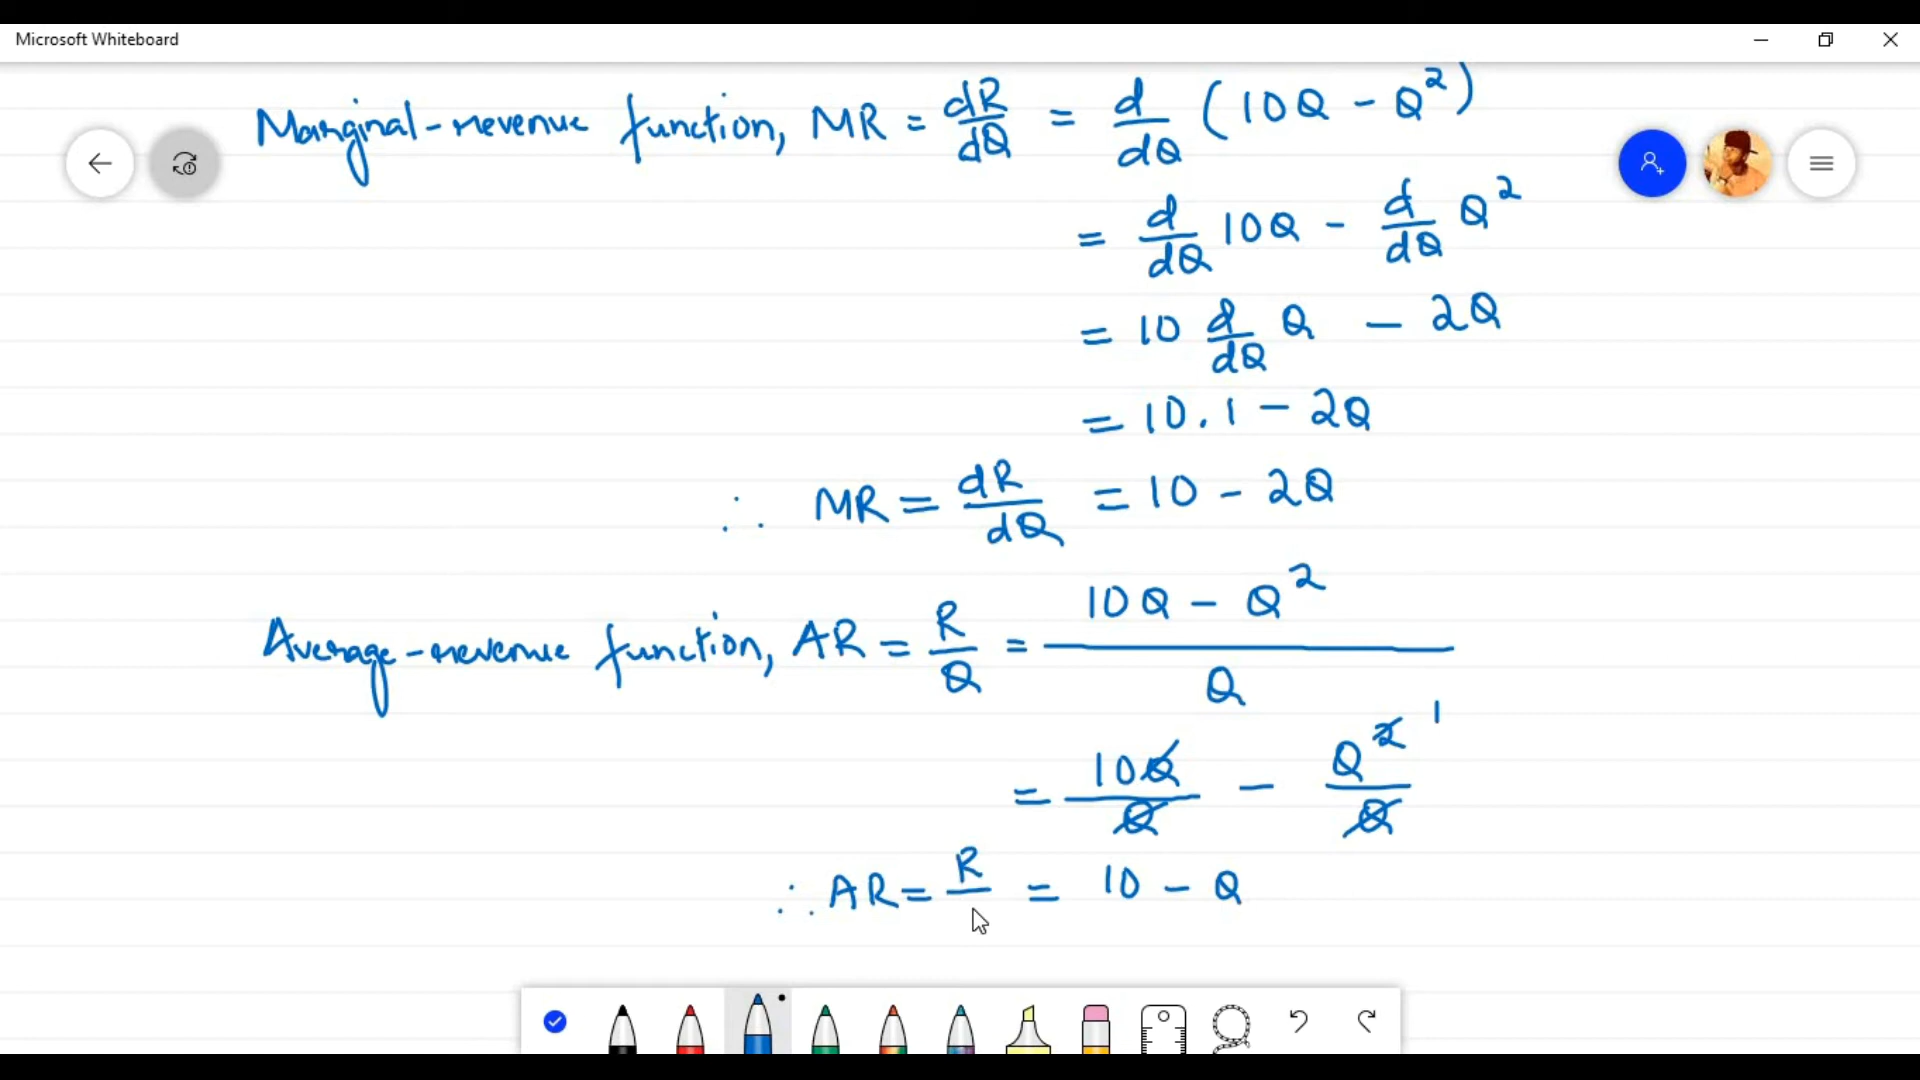 Microsoft Whiteboard
Marginal-revenue function, MR = dR/dQ = d/dQ (10Q - Q²)
= d/dQ 10Q - d/dQ Q²
= 10 d/dQ Q - 2Q
= 10.1 - 2Q
∴ MR = dR/dQ = 10 - 2Q
Average-revenue function, AR = R/Q = 10Q - Q²/Q
= 10Q/Q - Q² 1/Q
∴ AR = R/ = 10 - Q